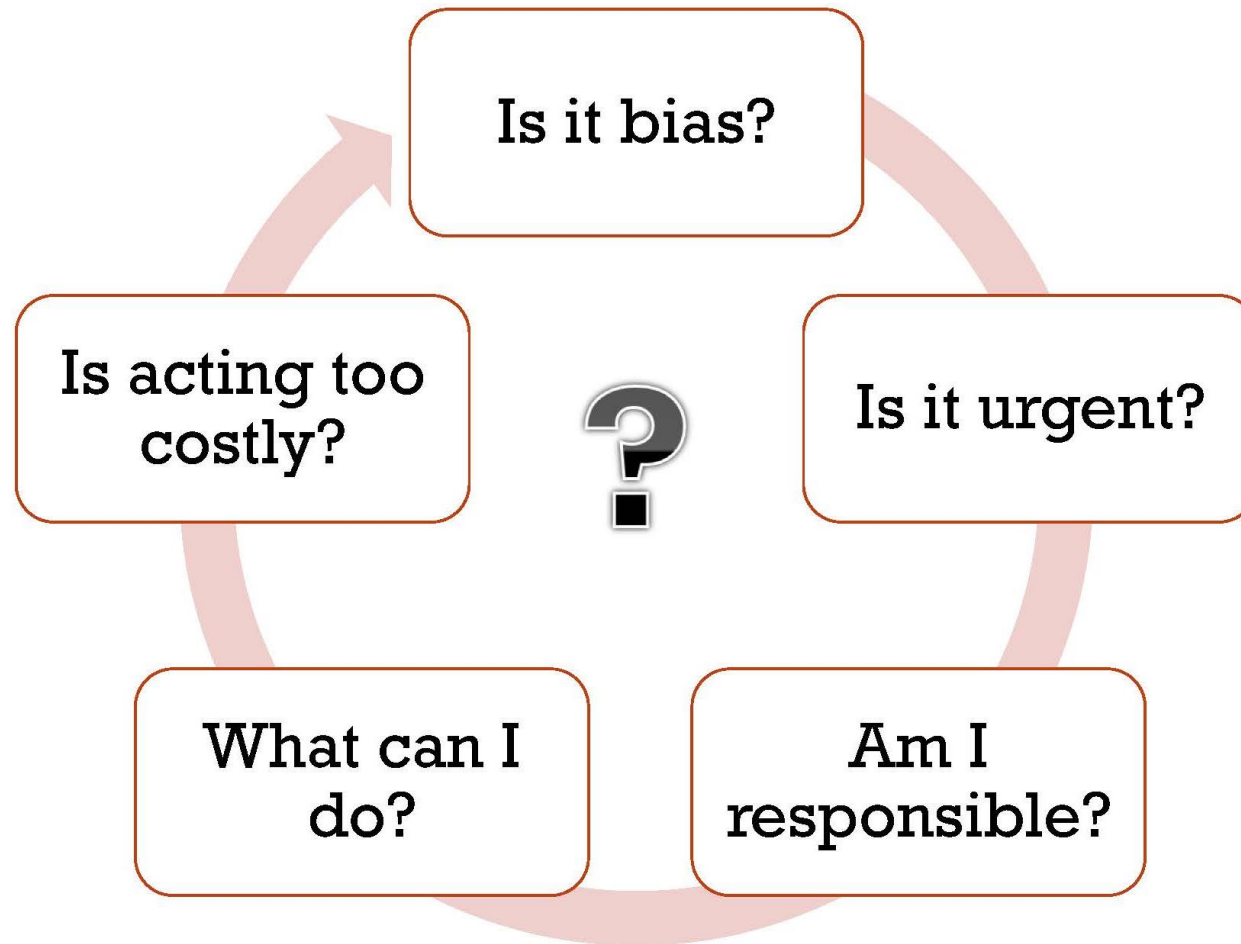 Is it bias?
Is it urgent?
Am I
responsible?
What can I
do?
Is acting too
costly?
?